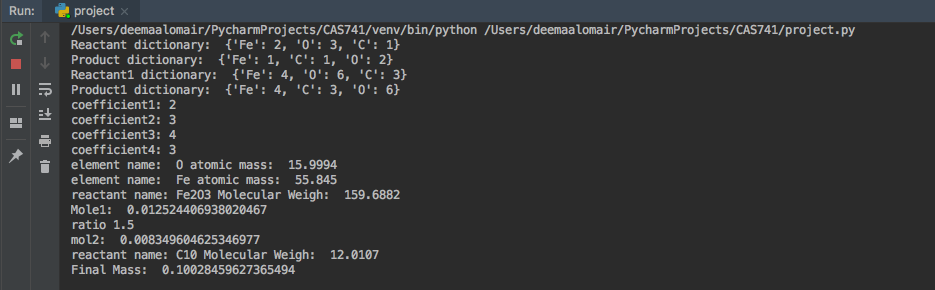 Run: project
/Users/deemaalomair/PycharmProjects/CAS741/venv/bin/python /Users/deemaalomair/PycharmProjects/CAS741/project.py
Reactant dictionary:  {'Fe': 2, 'O': 3, 'C': 1}
Product dictionary:  {'Fe': 1, 'C': 1, 'O': 2}
Reactant1 dictionary:  {'Fe': 4, 'O': 6, 'C': 3}
Product1 dictionary:  {'Fe': 4, 'C': 3, 'O': 6}
coefficient1: 2
coefficient2: 3
coefficient3: 4
coefficient4: 3
element name:  O atomic mass:  15.9994
element name:  Fe atomic mass:  55.845
reactant name: Fe2O3 Molecular Weigh:  159.6882
Mole1:  0.012524406938020467
ratio 1.5
mol2:  0.008349604625346977
reactant name: C10 Molecular Weigh:  12.0107
Final Mass:  0.10028459627365494